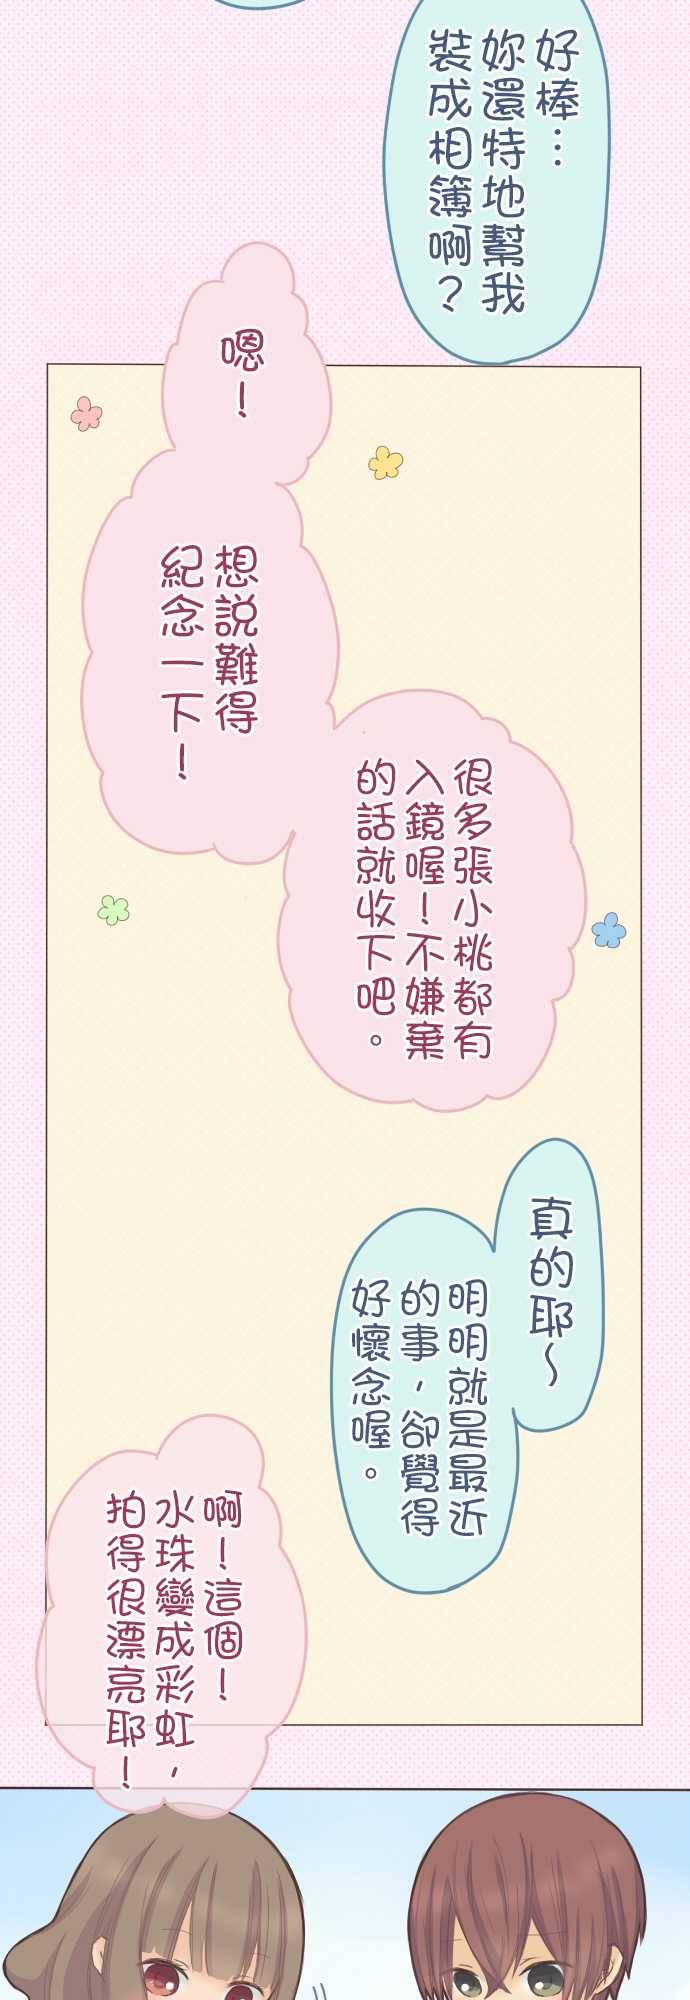 好棒⋯
妳還特地幫我
裝成相簿啊？
嗯！
想說難得
紀念一下！
很多張小桃都有
入鏡喔！不嫌棄
的話就收下吧。
真的耶～
明明就是最近
的事，卻覺得
好懷念喔。
啊！這個！
水珠變成彩虹，
拍得很漂亮耶！